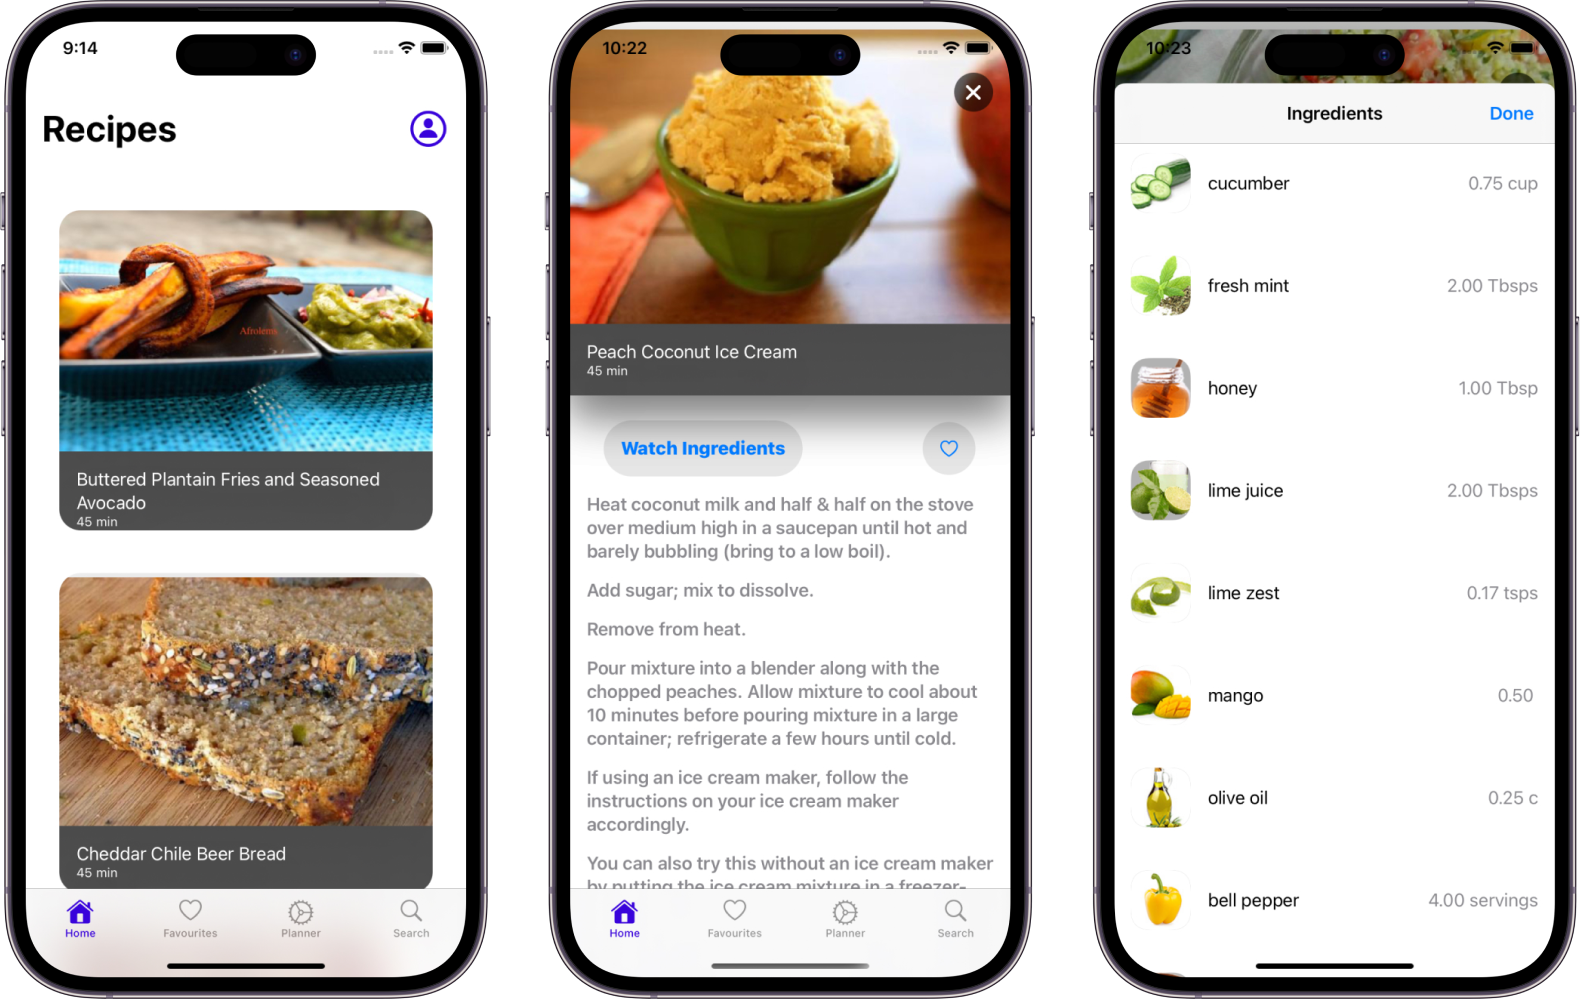 9:14
Recipes
Afrolems
Buttered Plantain Fries and Seasoned
Avocado
45 min
Cheddar Chile Beer Bread
45 min
Home
Favourites
Planner
Search
10:22
Peach Coconut Ice Cream
45 min
Watch Ingredients
Heat coconut milk and half & half on the stove
over medium high in a saucepan until hot and
barely bubbling (bring to a low boil).
Add sugar; mix to dissolve.
Remove from heat.
Pour mixture into a blender along with the
chopped peaches. Allow mixture to cool about
10 minutes before pouring mixture in a large
container; refrigerate a few hours until cold.
If using an ice cream maker, follow the
instructions on your ice cream maker
accordingly.
You can also try this without an ice cream maker
by putting the ice cream mixture in a freezer-
Home
Favourites
Planner
Search
10:23
Ingredients
Done
cucumber 0.75 cup
fresh mint 2.00 Tbsps
honey 1.00 Tbsp
lime juice 2.00 Tbsps
lime zest 0.17 tsps
mango 0.50
olive oil 0.25 c
bell pepper 4.00 servings